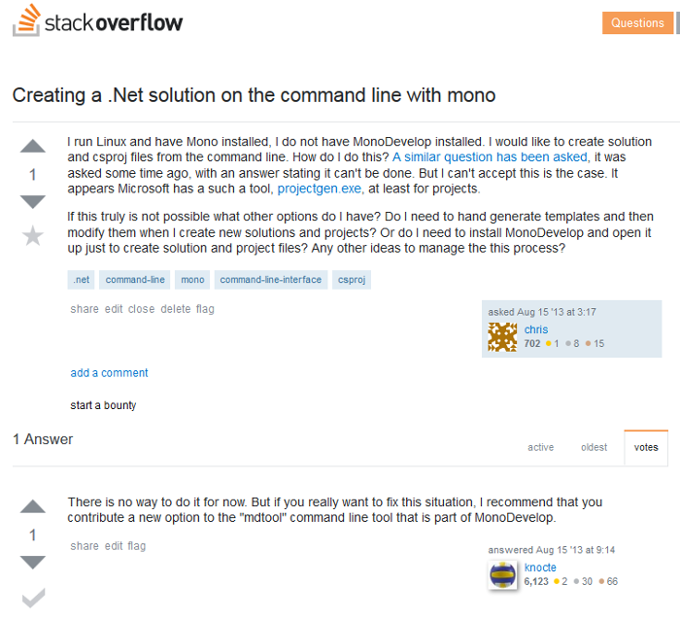 stackoverflow
Questions
Creating a .Net solution on the command line with mono
I run Linux and have Mono installed, I do not have MonoDevelop installed. I would like to create solution
and csproj files from the command line. How do I do this? A similar question has been asked, it was
asked some time ago, with an answer stating it can't be done. But I can't accept this is the case. It
appears Microsoft has a such a tool, projectgen.exe, at least for projects.
1
If this truly is not possible what other options do I have? Do I need to hand generate templates and then
modify them when I create new solutions and projects? Or do I need to install MonoDevelop and open it
up just to create solution and project files? Any other ideas to manage the this process?
.net command-line mono command-line-interface csproj
share edit close delete flag
asked Aug 15 '13 at 3:17
chris
702 1 8 15
add a comment
start a bounty
1 Answer
active oldest votes
There is no way to do it for now. But if you really want to fix this situation, I recommend that you
contribute a new option to the "mdtool" command line tool that is part of MonoDevelop.
1
share edit flag
answered Aug 15 '13 at 9:14
knocte
6,123 2 30 66